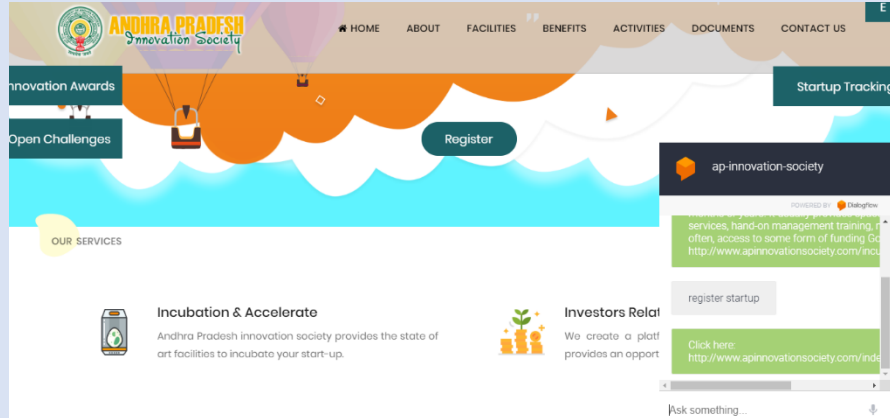 E
ANDHRA PRADESH
Innovation Society
HOME ABOUT FACILITIES BENEFITS ACTIVITIES DOCUMENTS CONTACT US
nnovation Awards
Startup Tracking
Open Challenges
Register
ap-innovation-society
POWERED BY Dialogflow
services, hand-on management training,
often, access to some form of funding Go
http://www.apinnovationsociety.com/incu
OUR SERVICES
register startup
Incubation & Accelerate
Andhra Pradesh innovation society provides the state of
art facilities to incubate your start-up.
Investors Relat
We create a platf
provides an opport
Click here:
http://www.apinnovationsociety.com/inde
Ask something...